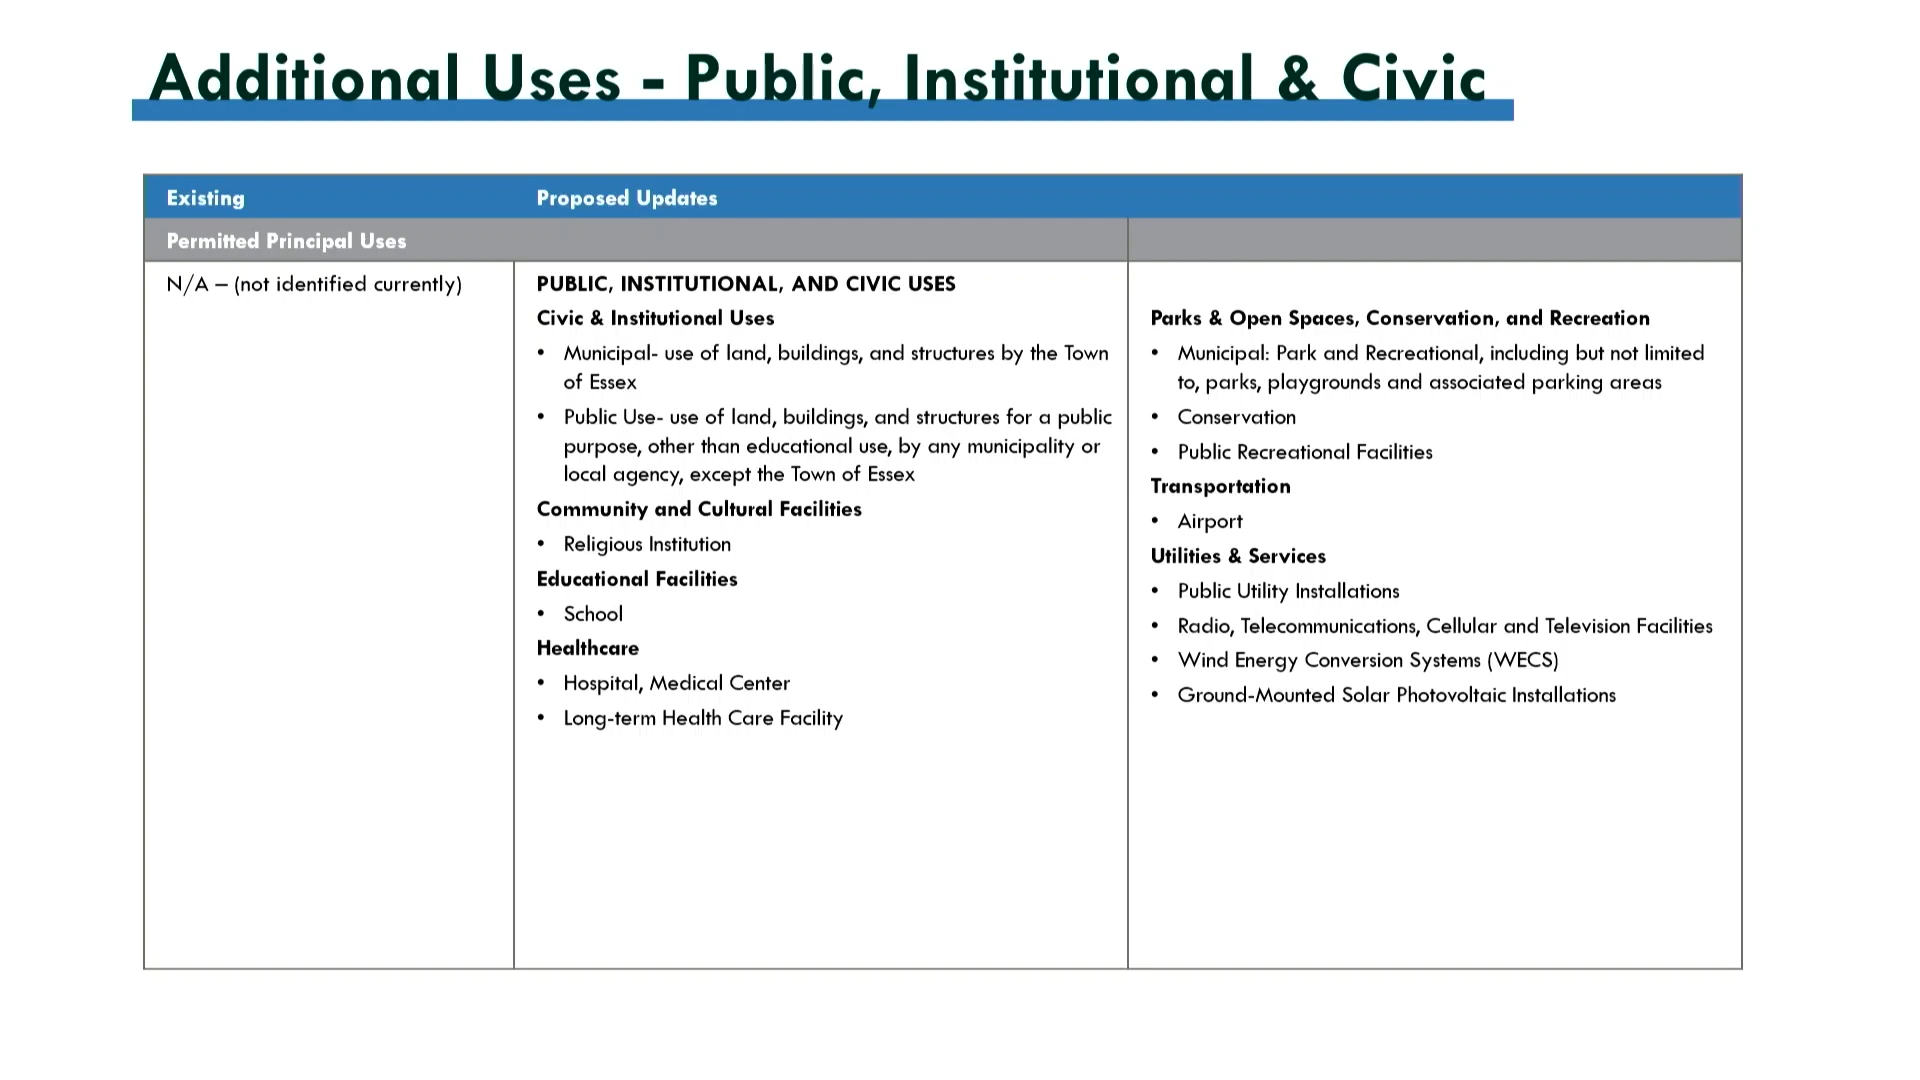 Additional Uses - Public, Institutional & Civic
Existing
Proposed Updates
Permitted Principal Uses
N/A – (not identified currently)
PUBLIC, INSTITUTIONAL, AND CIVIC USES
Civic & Institutional Uses
• Municipal- use of land, buildings, and structures by the Town
of Essex
• Public Use- use of land, buildings, and structures for a public
purpose, other than educational use, by any municipality or
local agency, except the Town of Essex
Community and Cultural Facilities
• Religious Institution
Educational Facilities
• School
Healthcare
• Hospital, Medical Center
• Long-term Health Care Facility
Parks & Open Spaces, Conservation, and Recreation
• Municipal: Park and Recreational, including but not limited
to, parks, playgrounds and associated parking areas
• Conservation
• Public Recreational Facilities
Transportation
• Airport
Utilities & Services
• Public Utility Installations
• Radio, Telecommunications, Cellular and Television Facilities
• Wind Energy Conversion Systems (WECS)
• Ground-Mounted Solar Photovoltaic Installations